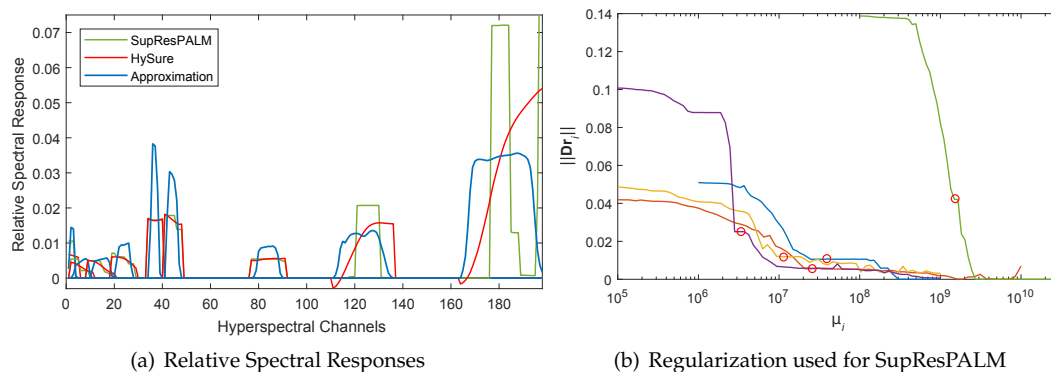 0.07
0.06
0.05
0.04
0.03
0.02
0.01
0
Relative Spectral Response
SupResPALM
HySure
Approximation
0 20 40 60 80 100 120 140 160 180
Hyperspectral Channels
(a) Relative Spectral Responses
0.14
0.12
0.1
0.08
0.06
0.04
0.02
0
||Dr_i||
10^5 10^6 10^7 10^8 10^9 10^10
μ_i
(b) Regularization used for SupResPALM